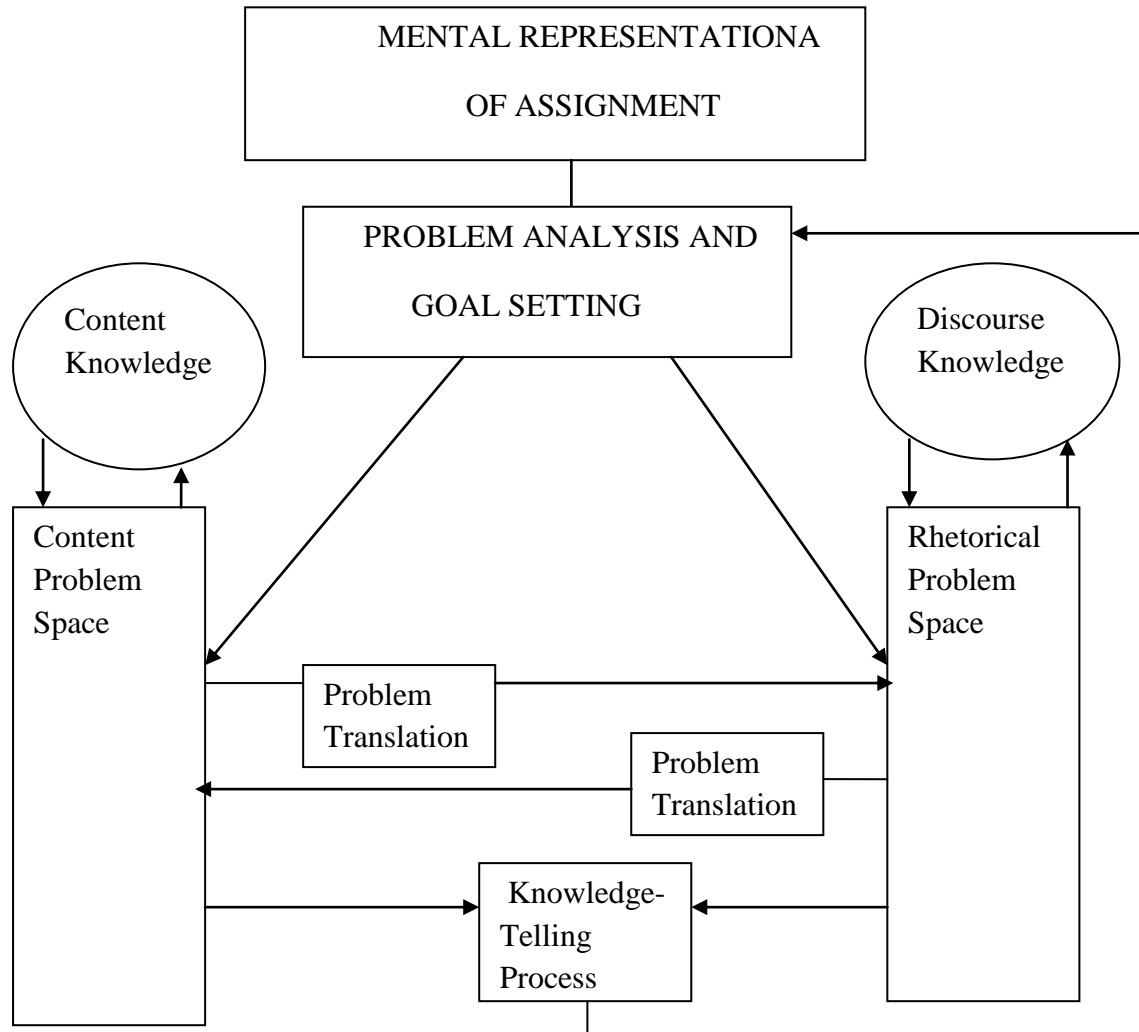 MENTAL REPRESENTATIONA
OF ASSIGNMENT
PROBLEM ANALYSIS AND
GOAL SETTING
Content
Knowledge
Discourse
Knowledge
Content
Problem
Space
Rhetorical
Problem
Space
Problem
Translation
Problem
Translation
Knowledge-
Telling
Process